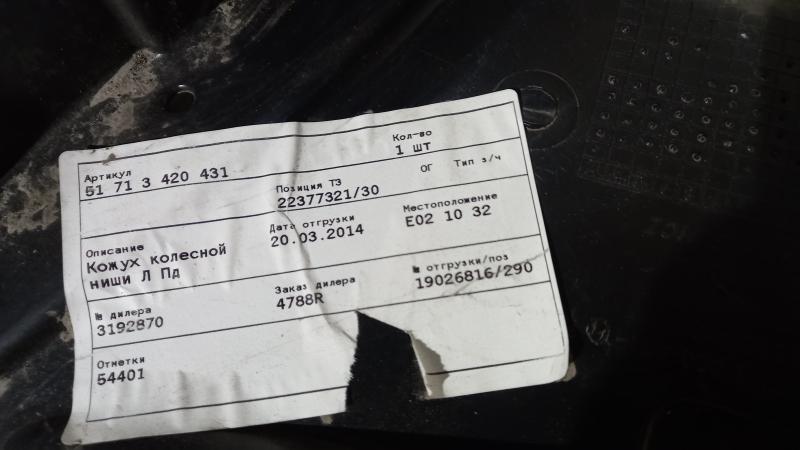 Артикул
51 71 3 420 431
Кол-во
1 шт
Позиция ТЗ
22377321/30
ОГ
Тип з/ч
Описание
Кожух колесной
ниши Л Пд
Дата отгрузки
20.03.2014
Местоположение
E02 10 32
№ дилера
3192870
Заказ дилера
4788R
№ отгрузки/поз
19026816/290
Отметки
54401